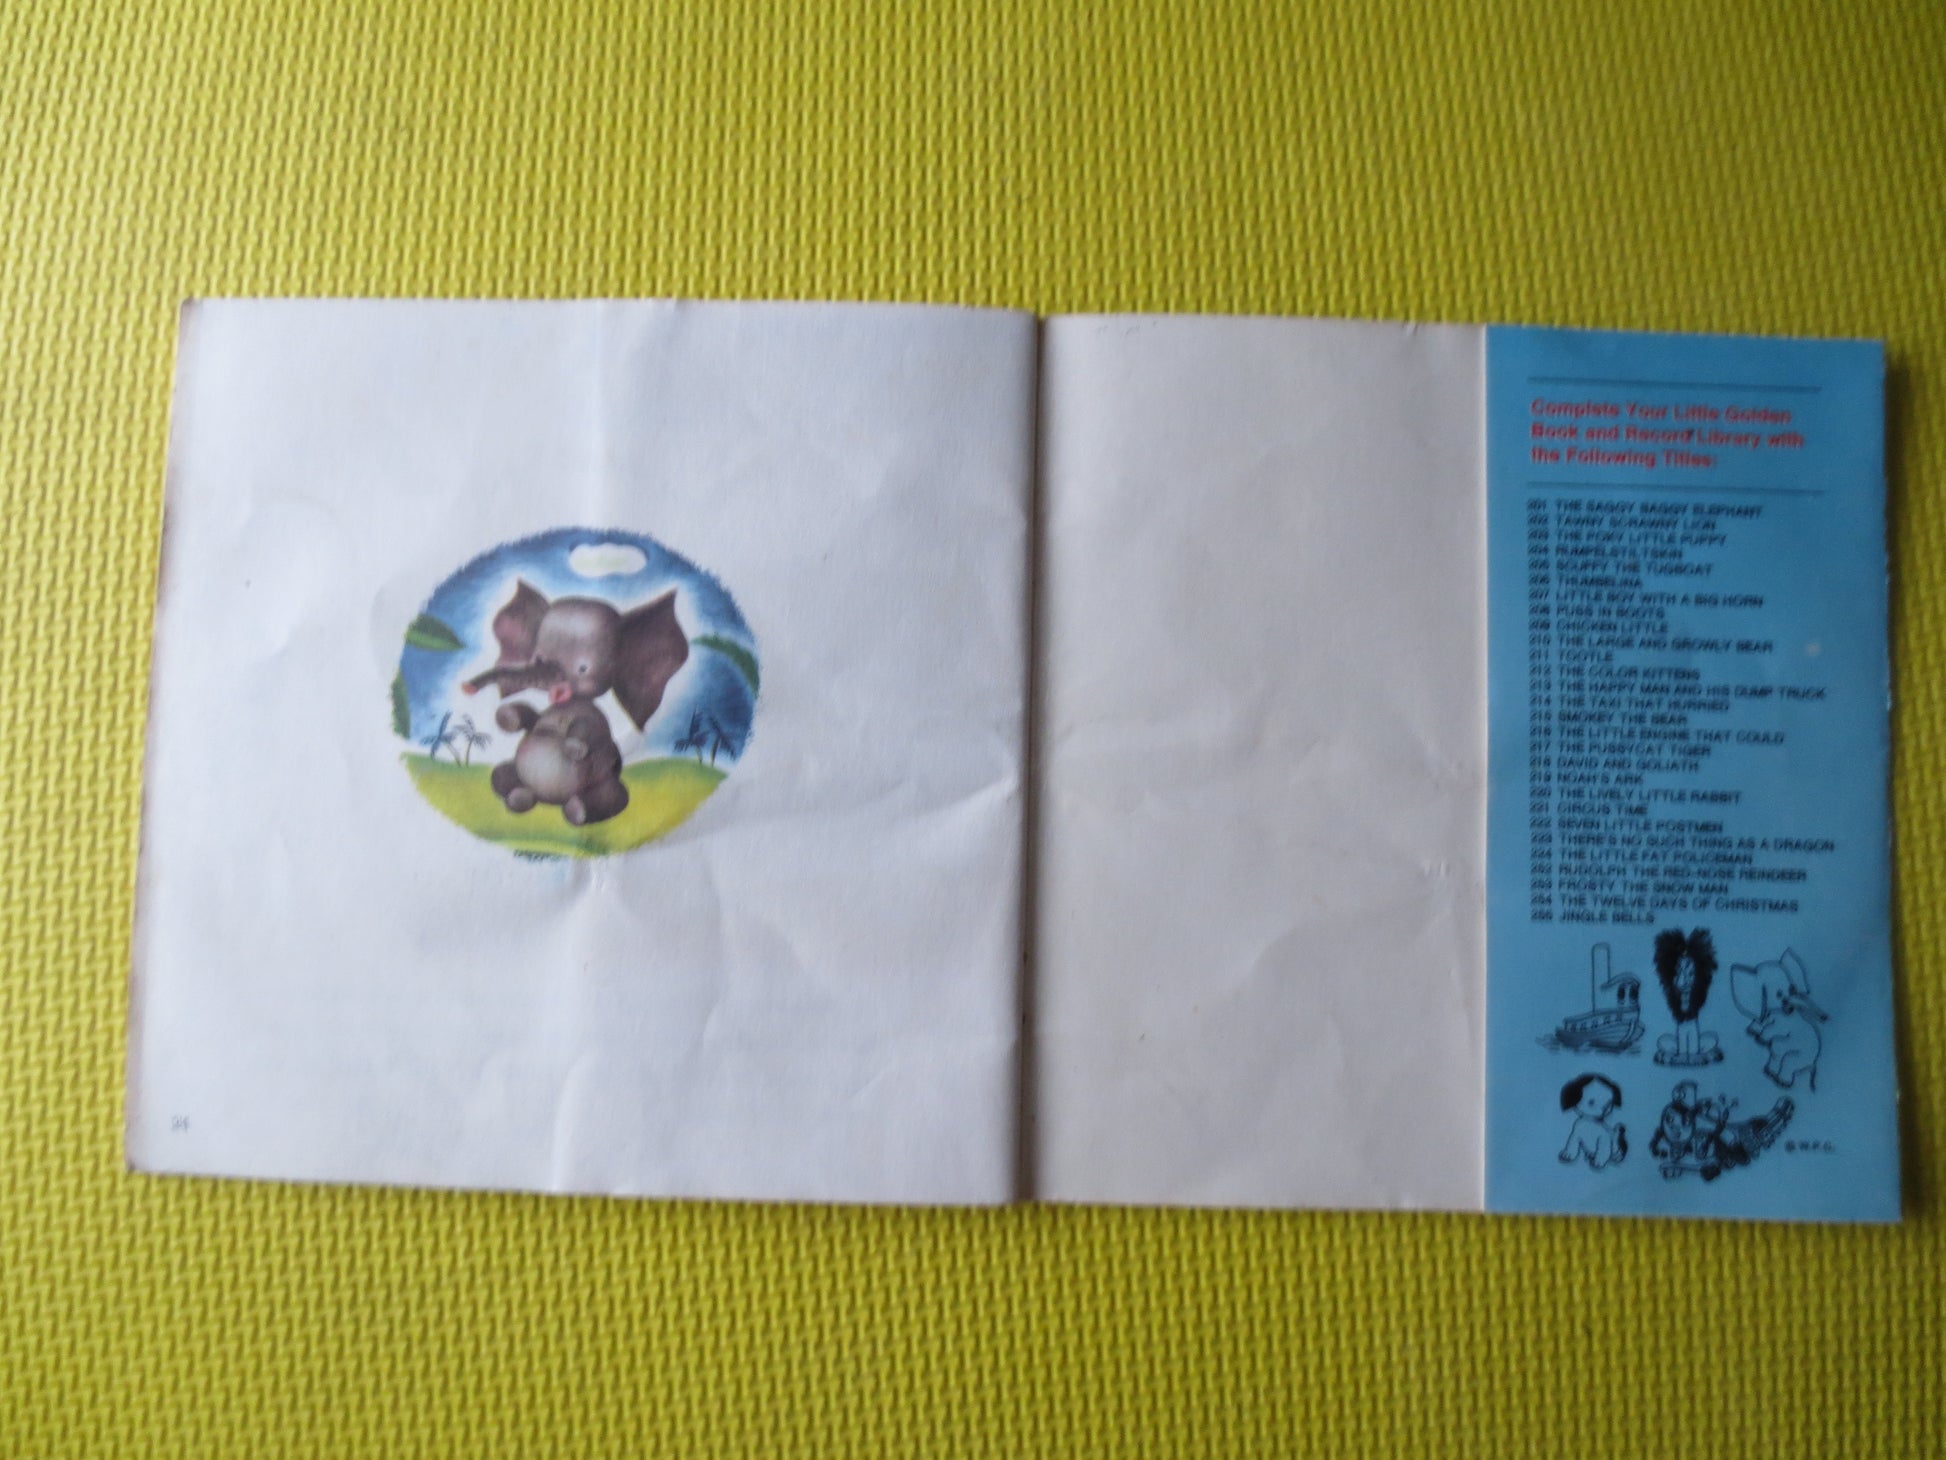 24
Complete Your Little Golden
Book and Record Library with
the Following Titles:
201 THE SAGGY BAGGY ELEPHANT
202 TAWNY SCRAWNY LION
203 THE POKY LITTLE PUPPY
204 RUMPELSTILTSKIN
205 SCUFFY THE TUGBOAT
206 THUMBELINA
207 LITTLE BOY WITH A BIG HORN
208 PUSS IN BOOTS
209 CHICKEN LITTLE
210 THE LARGE AND GROWLY BEAR
211 TOOTLE
212 THE COLOR KITTENS
213 THE HAPPY MAN AND HIS DUMP TRUCK
214 THE TAXI THAT HURRIED
215 SMOKEY THE BEAR
216 THE LITTLE ENGINE THAT COULD
217 THE PUSSYCAT TIGER
218 DAVID AND GOLIATH
219 NOAH'S ARK
220 THE LIVELY LITTLE RABBIT
221 CIRCUS TIME
222 SEVEN LITTLE POSTMEN
223 THERE'S NO SUCH THING AS A DRAGON
224 THE LITTLE FAT POLICEMAN
252 RUDOLPH THE RED-NOSE REINDEER
253 FROSTY THE SNOW MAN
254 THE TWELVE DAYS OF CHRISTMAS
255 JINGLE BELLS
© W.P.C.